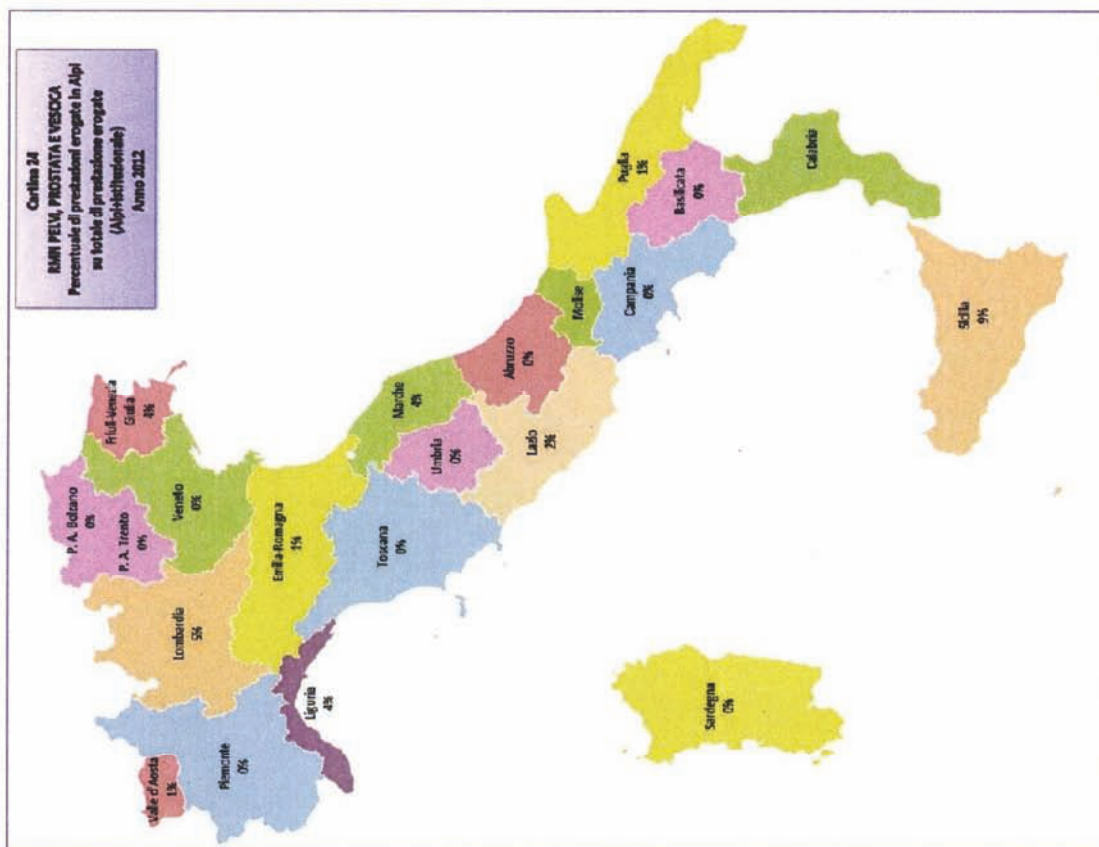 Cartina 24
RMN PELVI, PROSTATA E VESCICA
Percentuale di prestazioni erogate in Alpi
su totale di prestazione erogate
(Alpi+Istituzionale)
Anno 2012
P. A. Bolzano
0%
P. A. Trento
0%
Friuli-Venezia
Giulia
4%
Valle d'Aosta
1%
Piemonte
0%
Lombardia
5%
Veneto
0%
Liguria
4%
Emilia-Romagna
1%
Toscana
0%
Marche
4%
Umbria
0%
Lazio
2%
Abruzzo
0%
Molise
Campania
0%
Puglia
1%
Basilicata
0%
Calabria
Sardegna
0%
Sicilia
9%